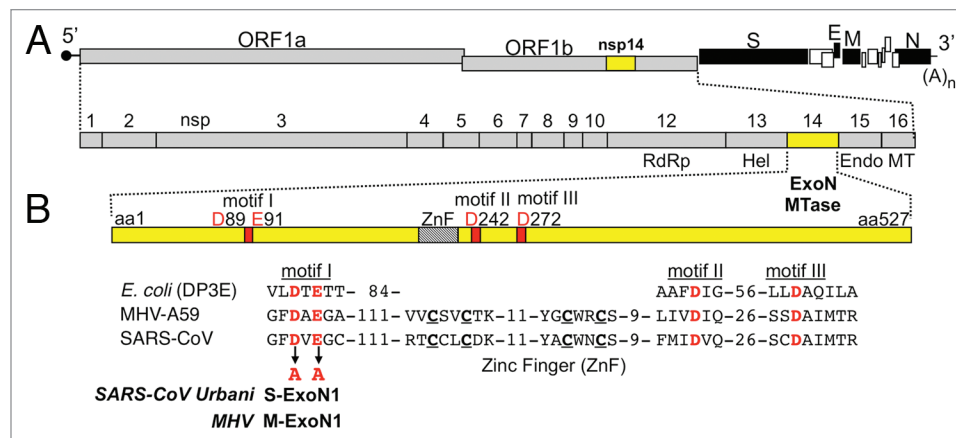 A
5' ORF1a ORF1b nsp14 S E M N 3'
(A)n
1 2 nsp 3 4 5 6 7 8 9 10 12 13 14 15 16
RdRp Hel Endo MT
ExoN
MTase
B
motif I motif II motif III
aa1 D89 E91 ZnF D242 D272 aa527
motif I motif II motif III
E. coli (DP3E) VLDTETT- 84- AAFDIG-56-LLDAQILA
MHV-A59 GFDAEGA-111-VVCSVCTK-11-YGCWRCS-9-LIVDIQ-26-SSDAIMTR
SARS-CoV GFDVEGC-111-RTCCLCDK-11-YACWNCS-9-FMIDVQ-26-SCDAIMTR
Zinc Finger (ZnF)
A A
SARS-CoV Urbani S-ExoN1
MHV M-ExoN1